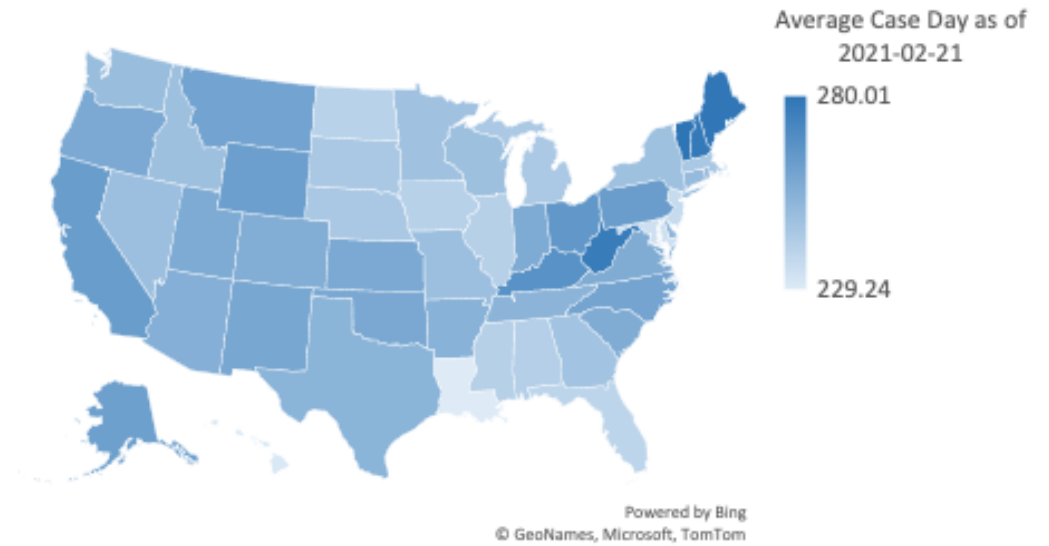 Average Case Day as of
2021-02-21
280.01
229.24
Powered by Bing
© GeoNames, Microsoft, TomTom